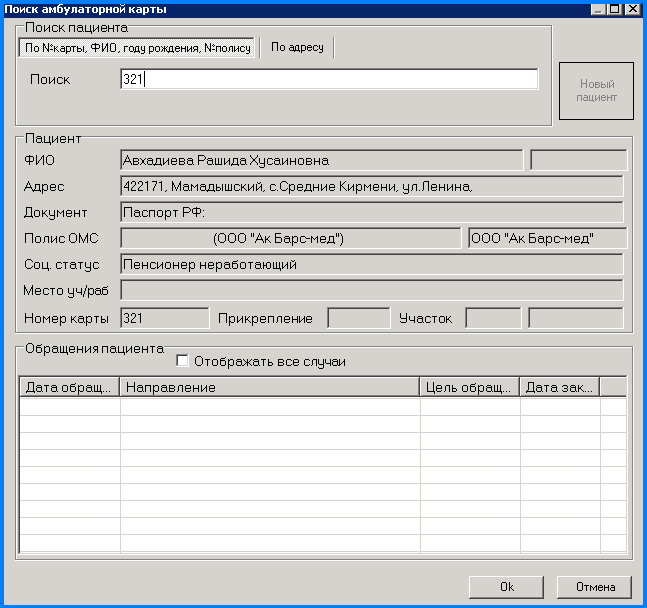 Поиск амбулаторной карты
Поиск пациента
По №карты, ФИО, году рождения, №полису По адресу
Поиск 321
Новый
пациент
Пациент
ФИО Авхадиева Рашида Хусаиновна
Адрес 422171, Мамадышский, с.Средние Кирмени, ул.Ленина,
Документ Паспорт РФ:
Полис ОМС (ООО "Ак Барс-мед") ООО "Ак Барс-мед"
Соц. статус Пенсионер неработающий
Место уч/раб
Номер карты 321 Прикрепление Участок
Обращения пациента
Отображать все случаи
Дата обращ... Направление Цель обращ... Дата зак...
Ok Отмена